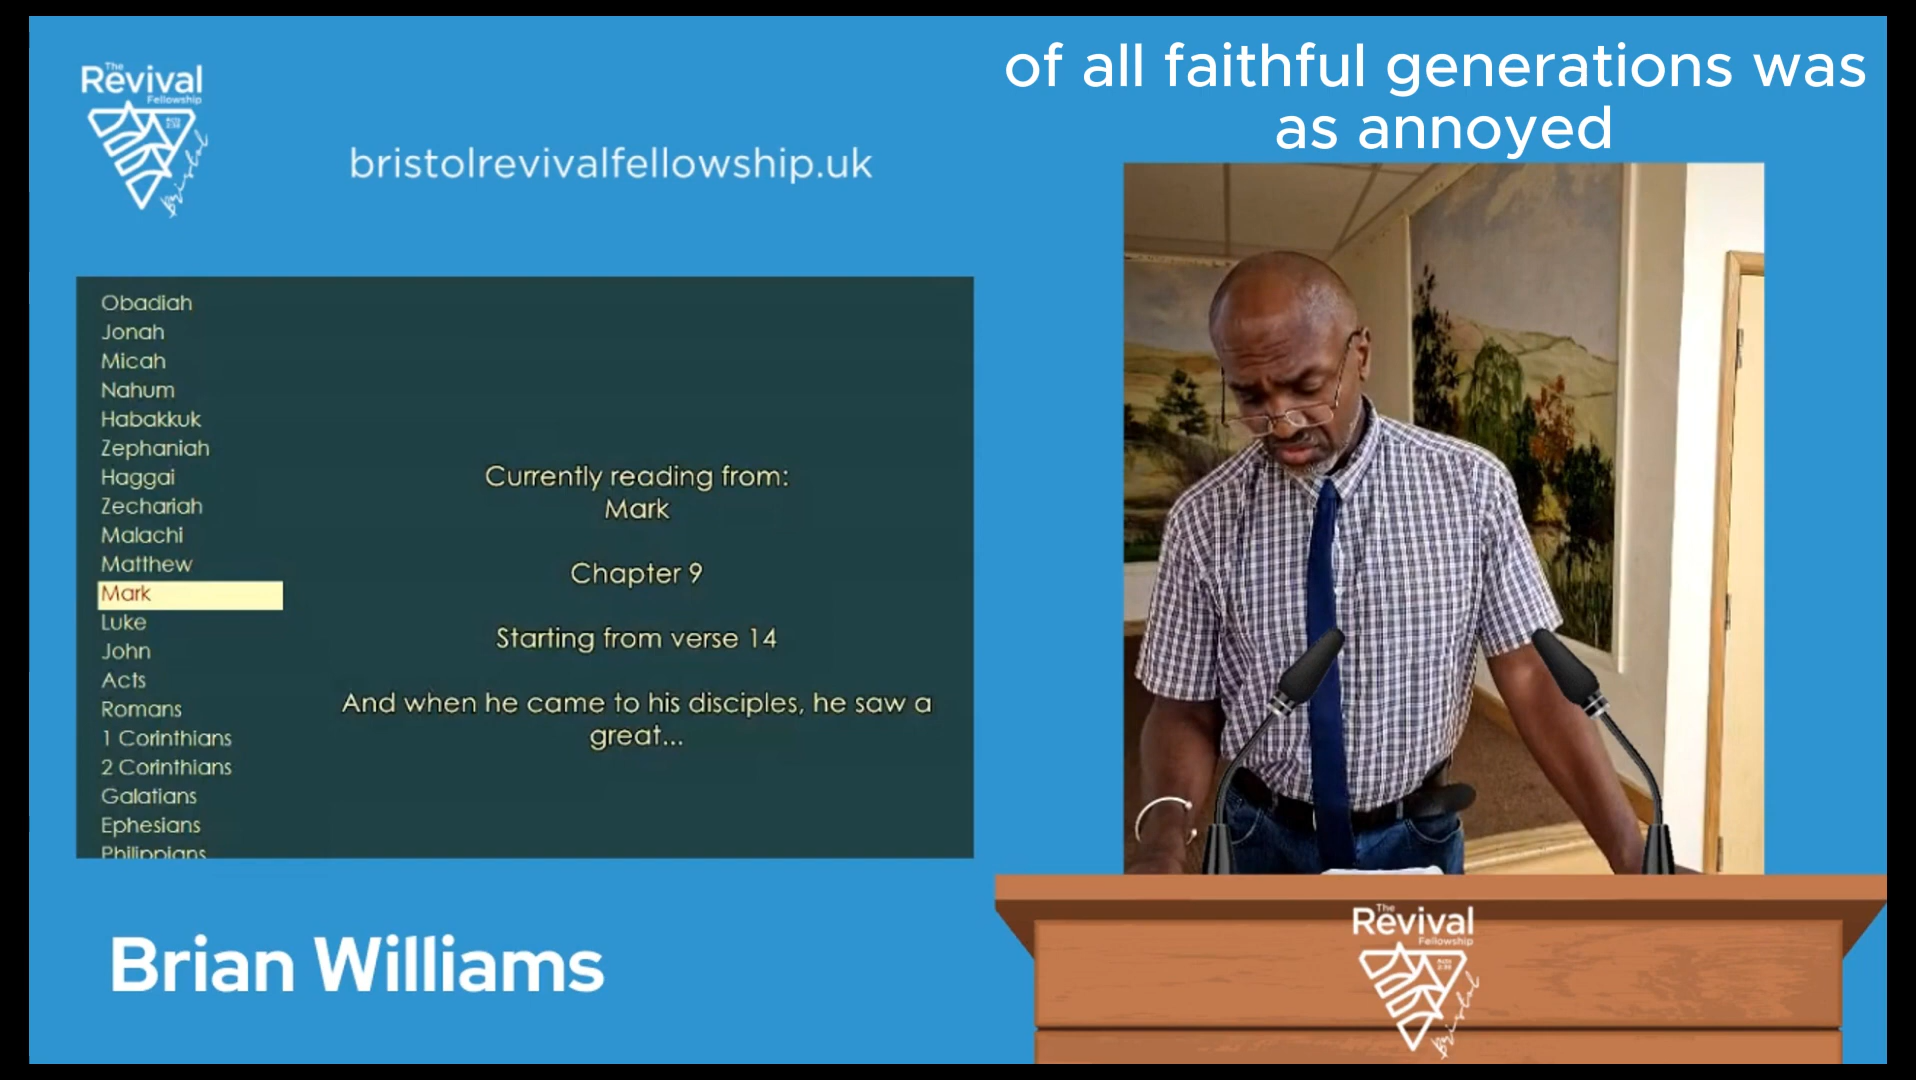 The
Revival
Fellowship
Bristol
bristolrevivalfellowship.uk
of all faithful generations was
as annoyed
Obadiah
Jonah
Micah
Nahum
Habakkuk
Zephaniah
Haggai
Zechariah
Malachi
Matthew
Mark
Luke
John
Acts
Romans
1 Corinthians
2 Corinthians
Galatians
Ephesians
Philippians
Currently reading from:
Mark
Chapter 9
Starting from verse 14
And when he came to his disciples, he saw a
great...
Brian Williams
The
Revival
Fellowship
Bristol